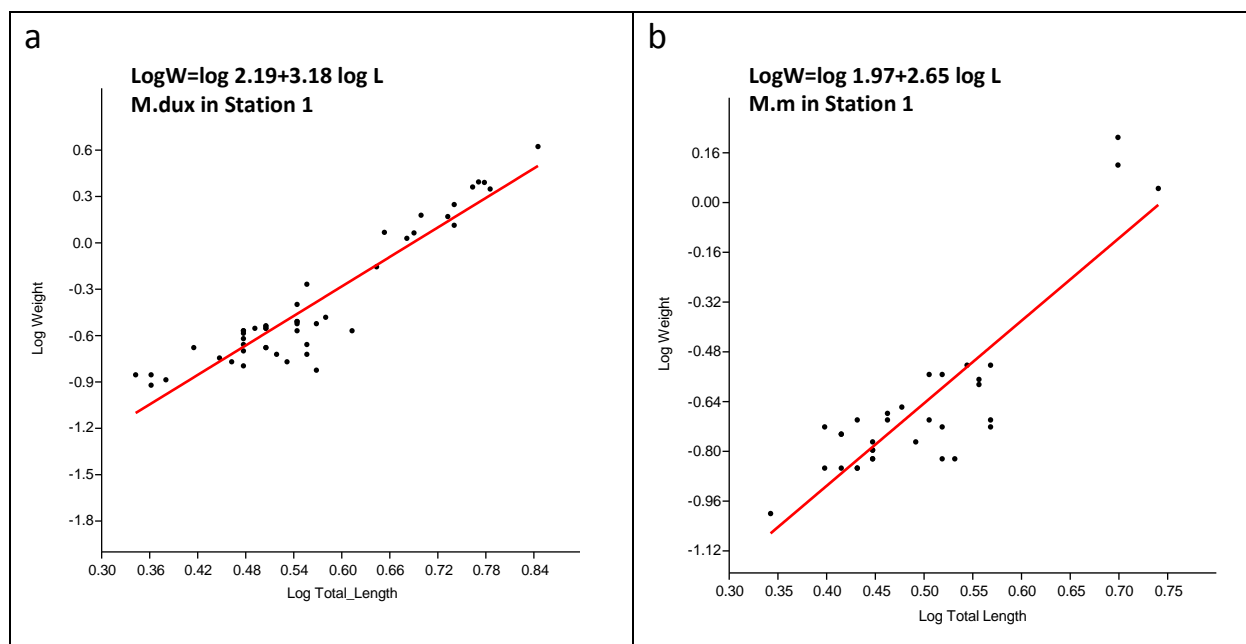 a
LogW=log 2.19+3.18 log L
M.dux in Station 1
0.6
0.3
0.0
-0.3
-0.6
-0.9
-1.2
-1.5
-1.8
Log Weight
0.30 0.36 0.42 0.48 0.54 0.60 0.66 0.72 0.78 0.84
Log Total_Length
b
LogW=log 1.97+2.65 log L
M.m in Station 1
0.16
0.00
-0.16
-0.32
-0.48
-0.64
-0.80
-0.96
-1.12
Log Weight
0.30 0.35 0.40 0.45 0.50 0.55 0.60 0.65 0.70 0.75
Log Total Length